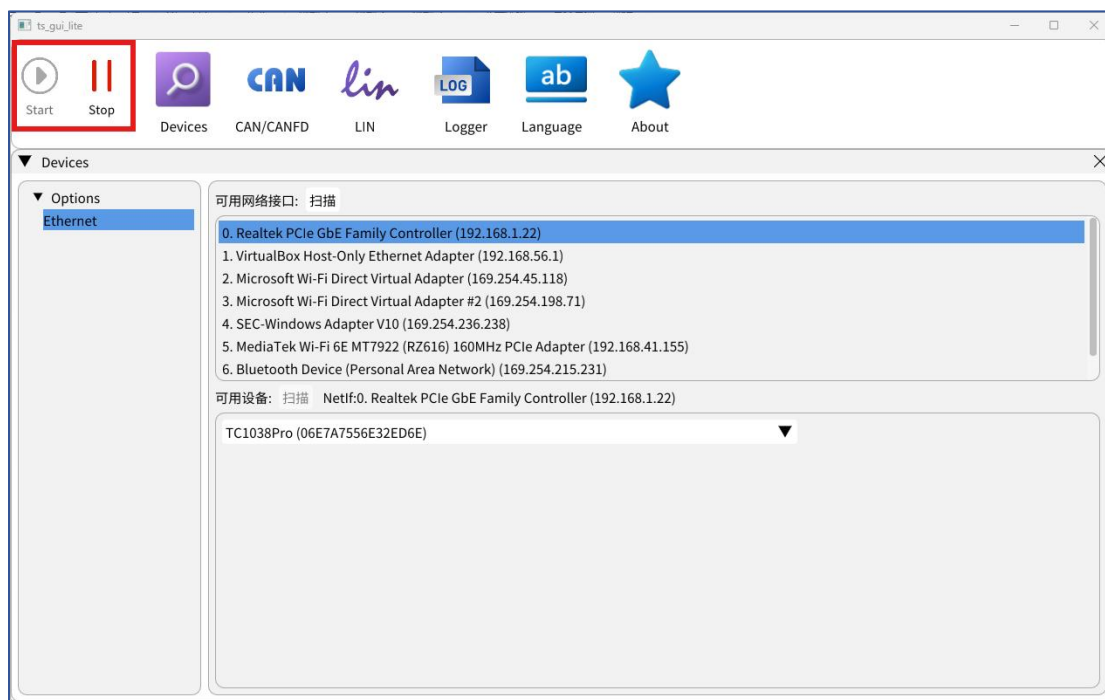 ts_gui_lite
Start Stop Devices CAN CAN/CANFD lin LIN LOG Logger ab Language About
Devices
Options
Ethernet
可用网络接口: 扫描
0. Realtek PCIe GbE Family Controller (192.168.1.22)
1. VirtualBox Host-Only Ethernet Adapter (192.168.56.1)
2. Microsoft Wi-Fi Direct Virtual Adapter (169.254.45.118)
3. Microsoft Wi-Fi Direct Virtual Adapter #2 (169.254.198.71)
4. SEC-Windows Adapter V10 (169.254.236.238)
5. MediaTek Wi-Fi 6E MT7922 (RZ616) 160MHz PCIe Adapter (192.168.41.155)
6. Bluetooth Device (Personal Area Network) (169.254.215.231)
可用设备: 扫描 NetIf:0. Realtek PCIe GbE Family Controller (192.168.1.22)
TC1038Pro (06E7A7556E32ED6E)